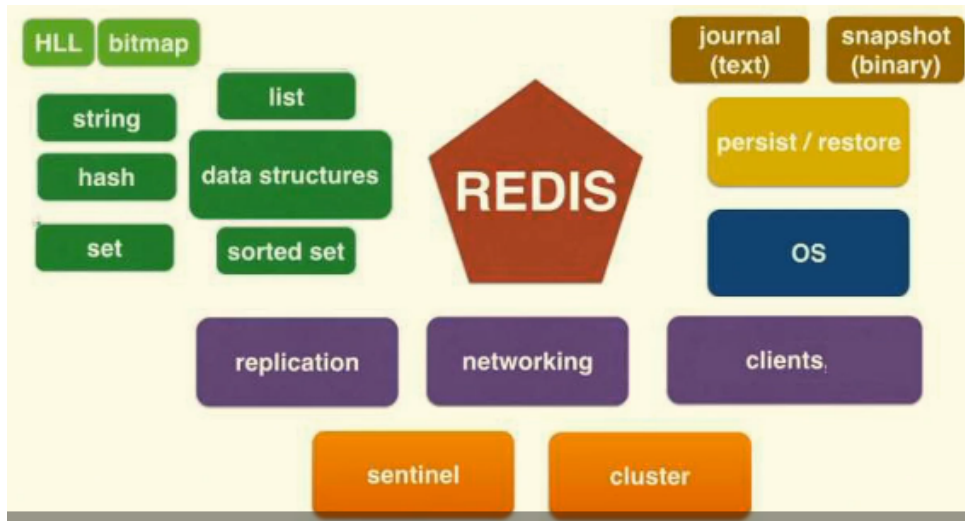 HLL
bitmap
journal
(text)
snapshot
(binary)
list
string
data structures
hash
persist / restore
REDIS
set
sorted set
OS
replication
networking
clients
sentinel
cluster